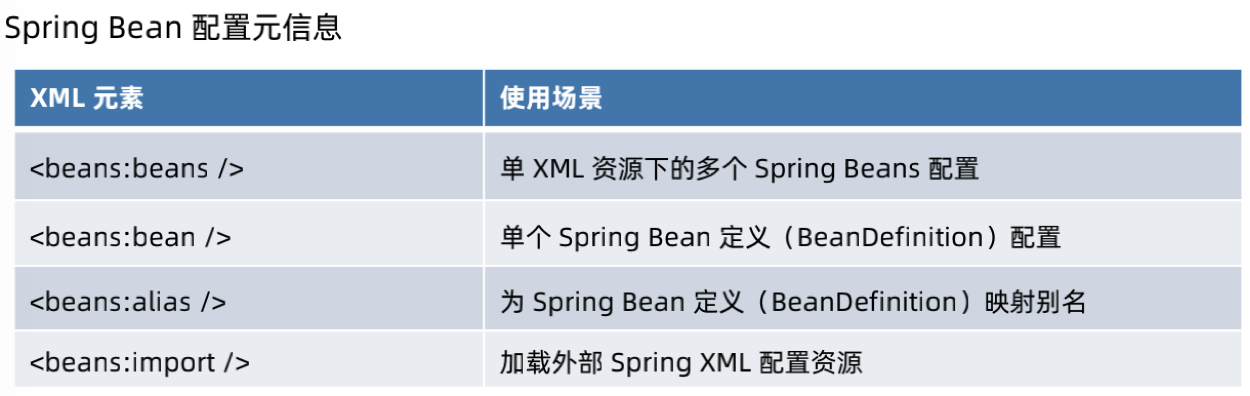 Spring Bean 配置元信息
XML 元素 使用场景
<beans:beans /> 单 XML 资源下的多个 Spring Beans 配置
<beans:bean /> 单个 Spring Bean 定义（BeanDefinition）配置
<beans:alias /> 为 Spring Bean 定义（BeanDefinition）映射别名
<beans:import /> 加载外部 Spring XML 配置资源